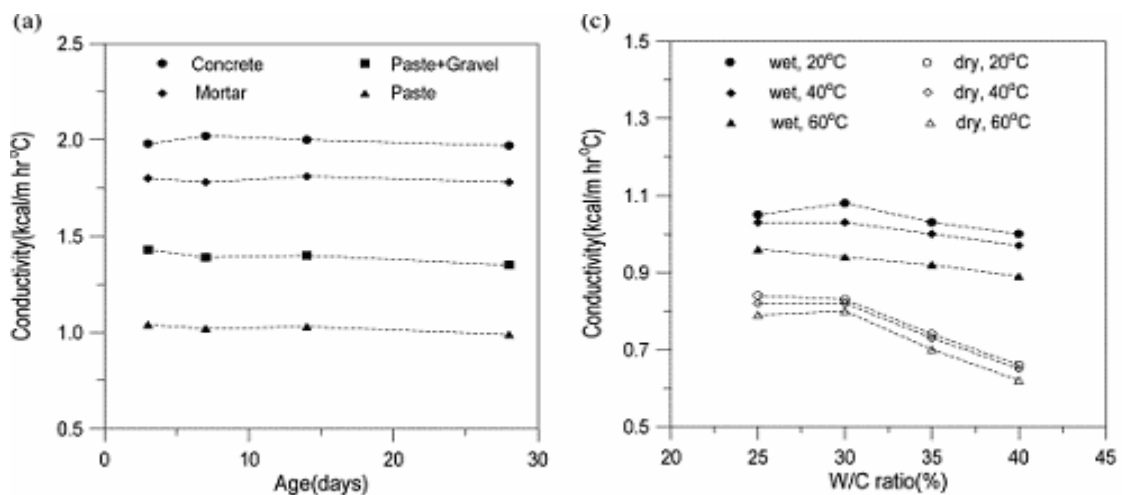 (a)
2.5
2.0
1.5
1.0
0.5
Conductivity(kcal/m hr°C)
Concrete
Paste+Gravel
Mortar
Paste
0 10 20 30
Age(days)
(c)
1.5
1.3
1.1
0.9
0.7
0.5
Conductivity(kcal/m hr°C)
wet, 20°C dry, 20°C
wet, 40°C dry, 40°C
wet, 60°C dry, 60°C
20 25 30 35 40 45
W/C ratio(%)